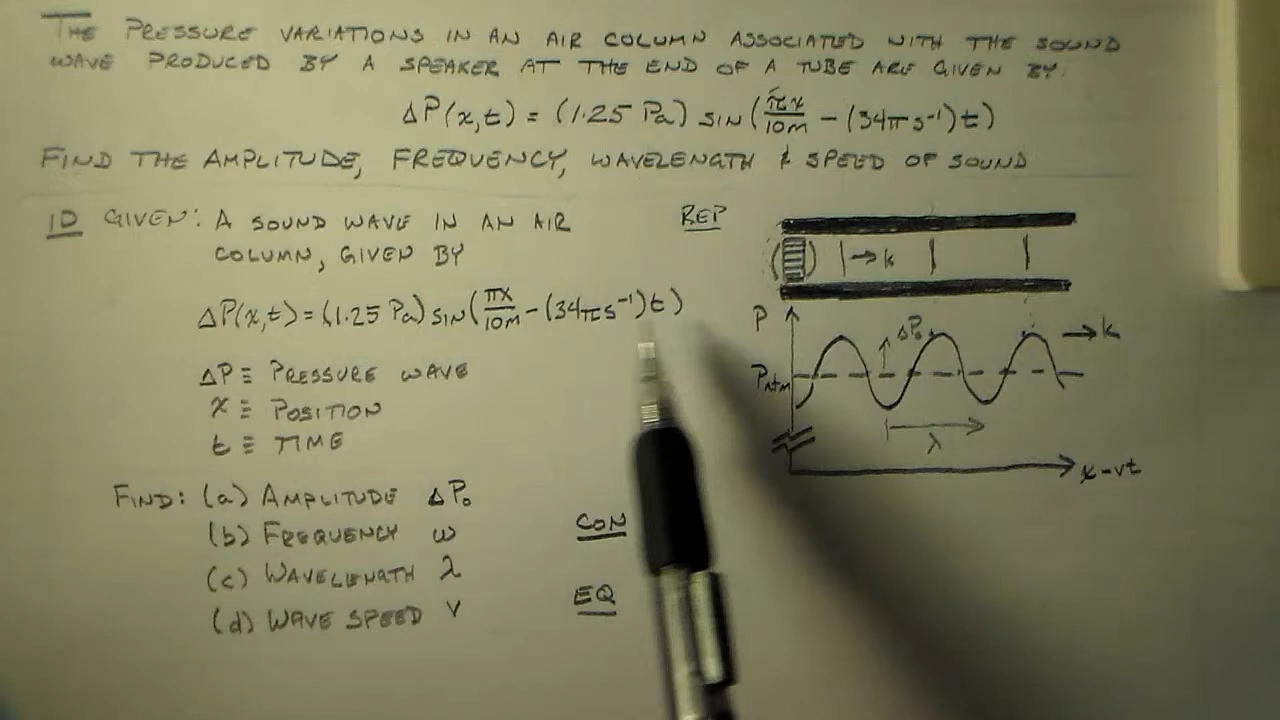 THE PRESSURE VARIATIONS IN AN AIR COLUMN ASSOCIATED WITH THE SOUND
WAVE PRODUCED BY A SPEAKER AT THE END OF A TUBE ARE GIVEN BY:
ΔP(x,t) = (1.25 Pa) SIN(πx/10m - (34π s⁻¹)t)
FIND THE AMPLITUDE, FREQUENCY, WAVELENGTH & SPEED OF SOUND
ID GIVEN: A SOUND WAVE IN AN AIR
COLUMN, GIVEN BY
ΔP(x,t) = (1.25 Pa) SIN(πx/10m - (34π s⁻¹)t)
ΔP ≡ PRESSURE WAVE
x ≡ POSITION
t ≡ TIME
FIND: (a) AMPLITUDE ΔP₀
(b) FREQUENCY ω
(c) WAVELENGTH λ
(d) WAVE SPEED v
CON
EQ
REP
k
P
ΔP₀
k
Patm
λ
x-vt